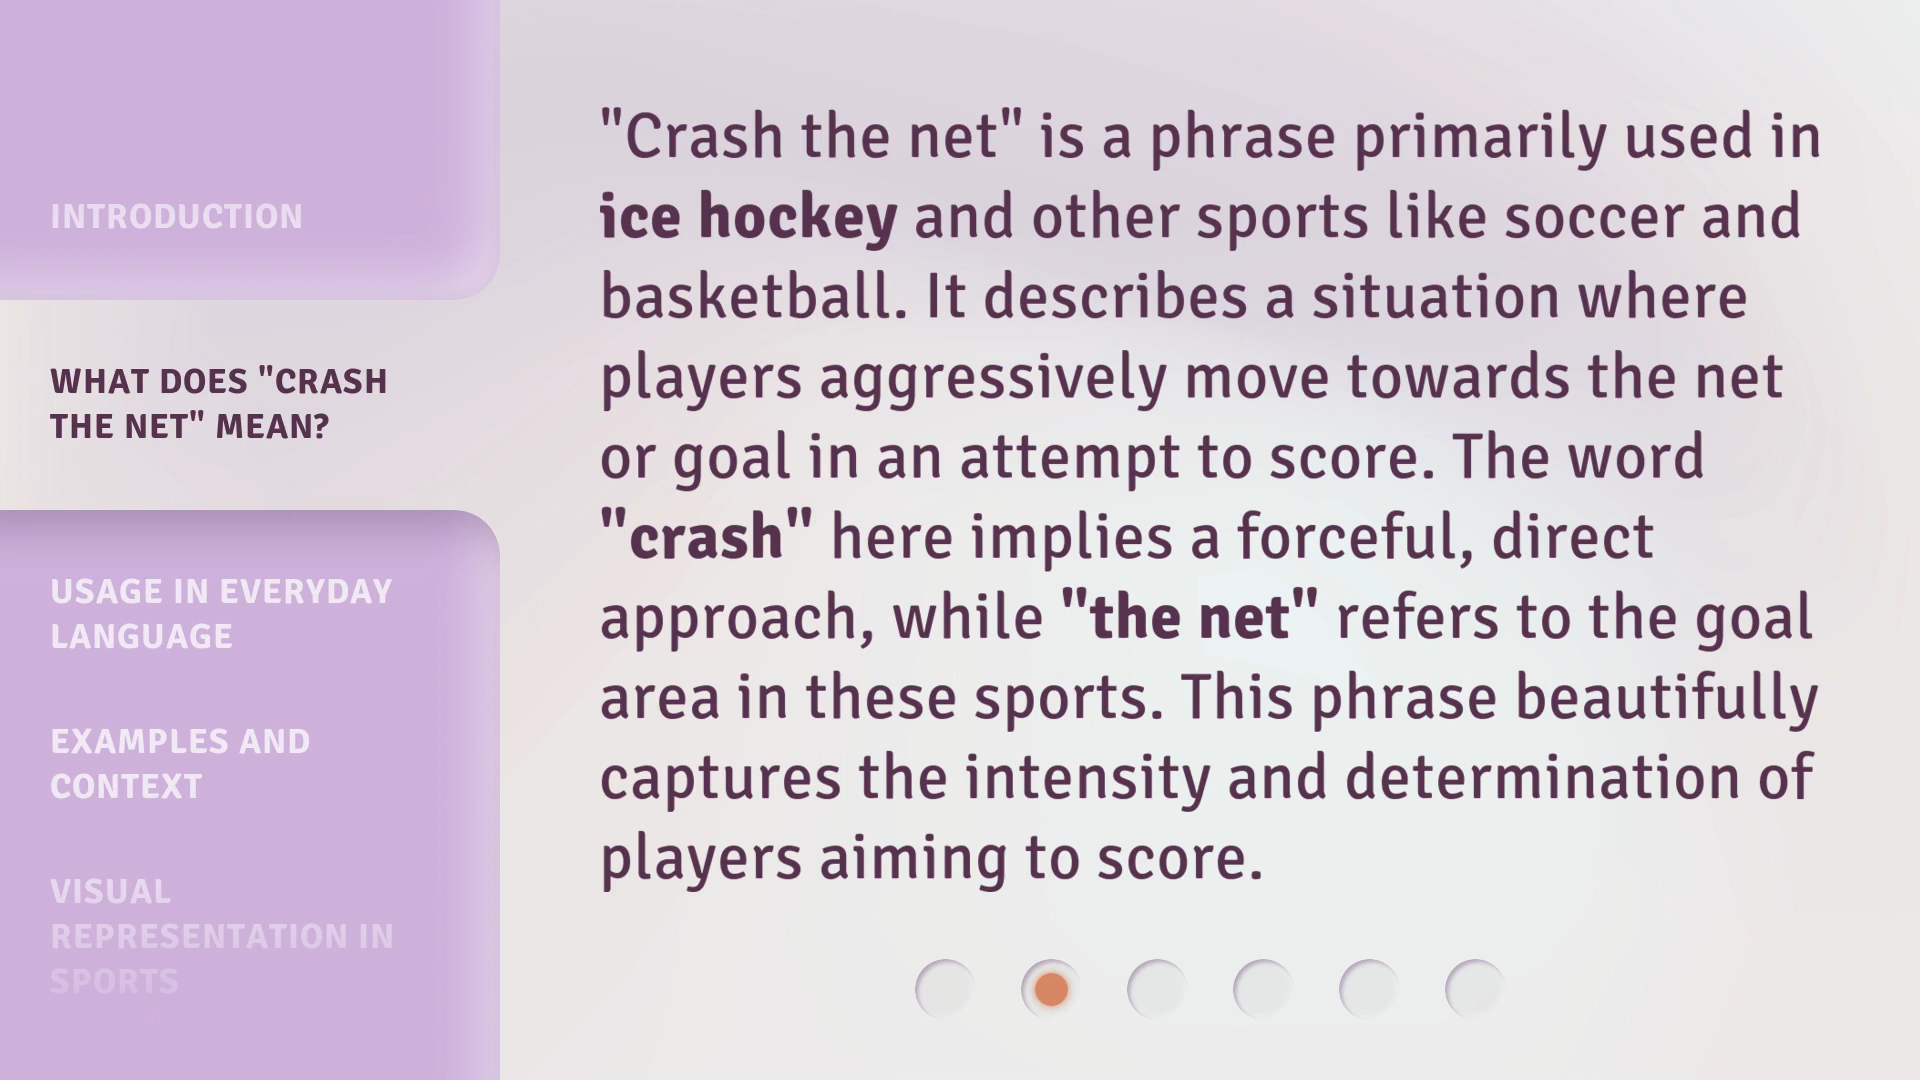 INTRODUCTION
WHAT DOES "CRASH
THE NET" MEAN?
USAGE IN EVERYDAY
LANGUAGE
EXAMPLES AND
CONTEXT
VISUAL
REPRESENTATION IN
SPORTS
"Crash the net" is a phrase primarily used in
ice hockey and other sports like soccer and
basketball. It describes a situation where
players aggressively move towards the net
or goal in an attempt to score. The word
"crash" here implies a forceful, direct
approach, while "the net" refers to the goal
area in these sports. This phrase beautifully
captures the intensity and determination of
players aiming to score.